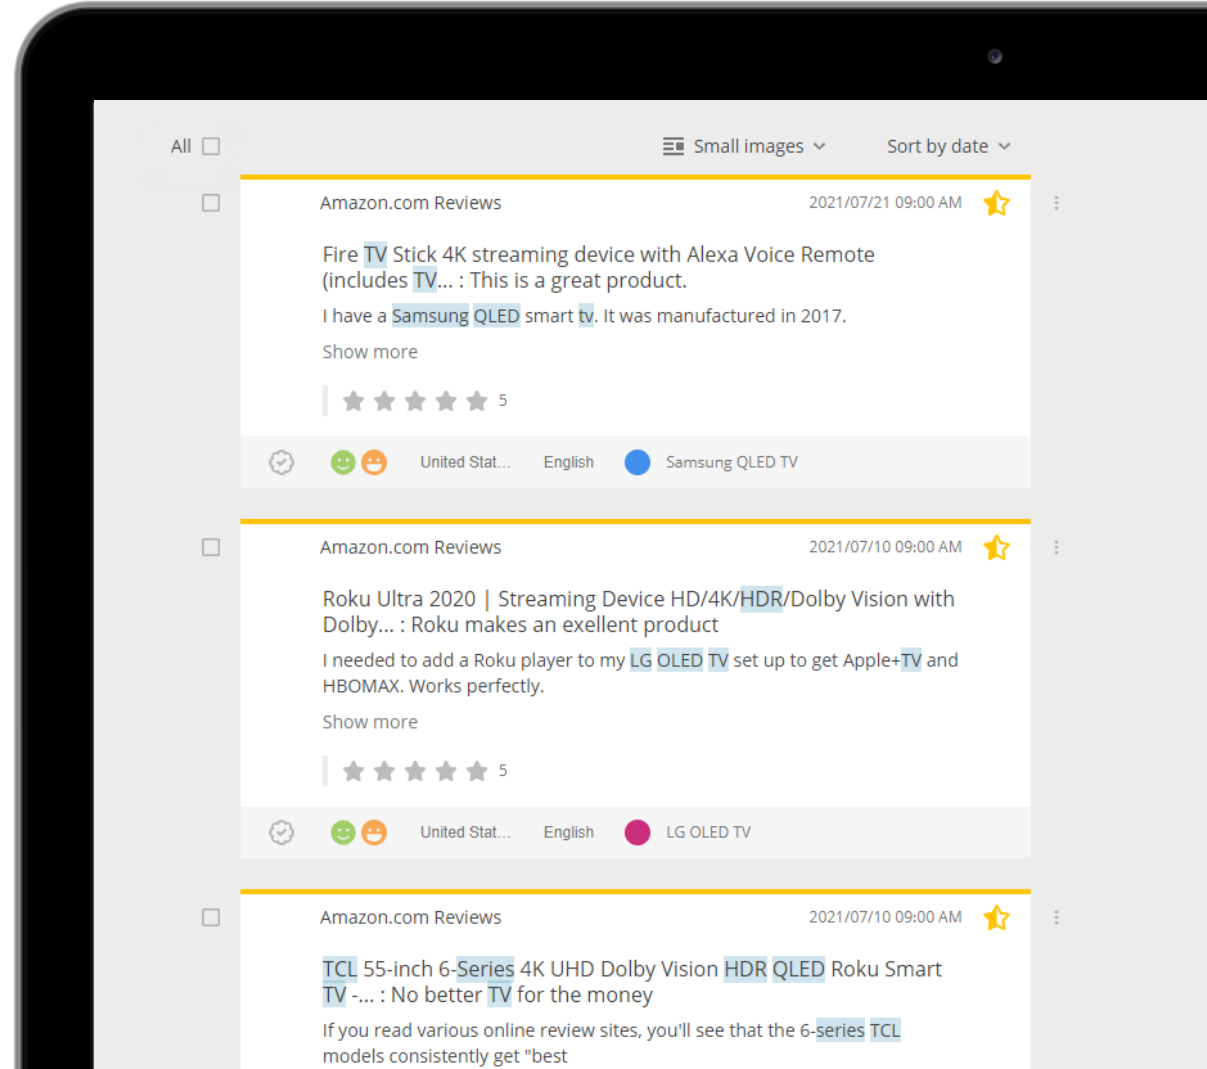 All
Small images
Sort by date
Amazon.com Reviews 2021/07/21 09:00 AM
Fire TV Stick 4K streaming device with Alexa Voice Remote
(includes TV... : This is a great product.
I have a Samsung QLED smart tv. It was manufactured in 2017.
Show more
5
United Stat... English Samsung QLED TV
Amazon.com Reviews 2021/07/10 09:00 AM
Roku Ultra 2020 | Streaming Device HD/4K/HDR/Dolby Vision with
Dolby... : Roku makes an exellent product
I needed to add a Roku player to my LG OLED TV set up to get Apple+TV and
HBOMAX. Works perfectly.
Show more
5
United Stat... English LG OLED TV
Amazon.com Reviews 2021/07/10 09:00 AM
TCL 55-inch 6-Series 4K UHD Dolby Vision HDR QLED Roku Smart
TV -... : No better TV for the money
If you read various online review sites, you'll see that the 6-series TCL
models consistently get "best